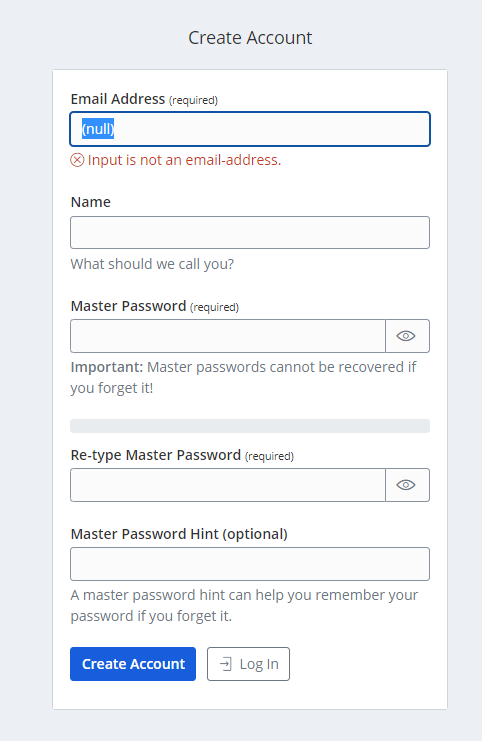 Create Account
Email Address (required)
(null)
Input is not an email-address.
Name
What should we call you?
Master Password (required)
Important: Master passwords cannot be recovered if
you forget it!
Re-type Master Password (required)
Master Password Hint (optional)
A master password hint can help you remember your
password if you forget it.
Create Account Log In